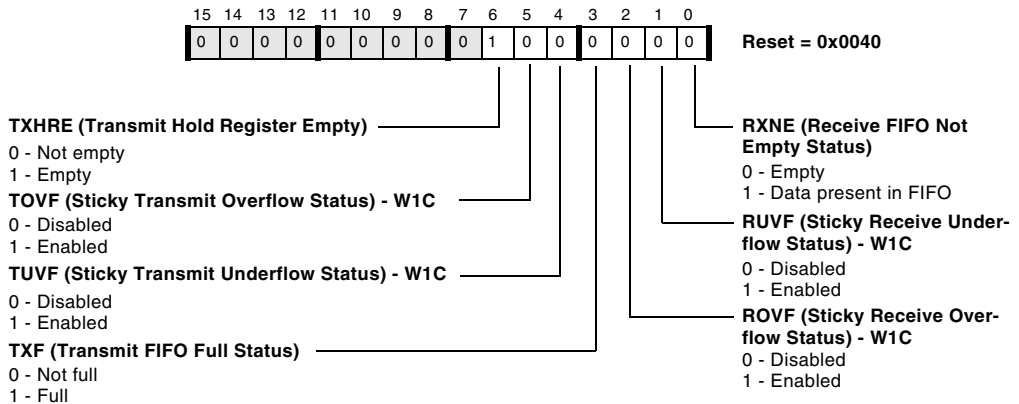 15 14 13 12 11 10 9 8 7 6 5 4 3 2 1 0
0 0 0 0 0 0 0 0 0 1 0 0 0 0 0 0
Reset = 0x0040
TXHRE (Transmit Hold Register Empty)
0 - Not empty
1 - Empty
TOVF (Sticky Transmit Overflow Status) - W1C
0 - Disabled
1 - Enabled
TUVF (Sticky Transmit Underflow Status) - W1C
0 - Disabled
1 - Enabled
TXF (Transmit FIFO Full Status)
0 - Not full
1 - Full
RXNE (Receive FIFO Not
Empty Status)
0 - Empty
1 - Data present in FIFO
RUVF (Sticky Receive Under-
flow Status) - W1C
0 - Disabled
1 - Enabled
ROVF (Sticky Receive Over-
flow Status) - W1C
0 - Disabled
1 - Enabled